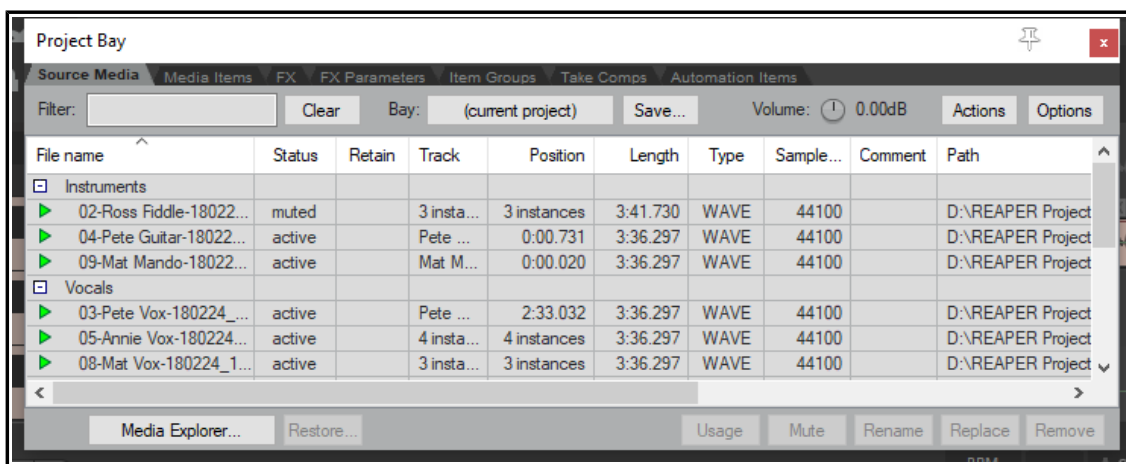 Project Bay x
Source Media Media Items FX FX Parameters Item Groups Take Comps Automation Items
Filter: Clear Bay: (current project) Save... Volume: 0.00dB Actions Options
File name Status Retain Track Position Length Type Sample... Comment Path
Instruments
02-Ross Fiddle-18022... muted 3 insta... 3 instances 3:41.730 WAVE 44100 D:\REAPER Project
04-Pete Guitar-18022... active Pete ... 0:00.731 3:36.297 WAVE 44100 D:\REAPER Project
09-Mat Mando-18022... active Mat M... 0:00.020 3:36.297 WAVE 44100 D:\REAPER Project
Vocals
03-Pete Vox-180224_... active Pete ... 2:33.032 3:36.297 WAVE 44100 D:\REAPER Project
05-Annie Vox-180224... active 4 insta... 4 instances 3:36.297 WAVE 44100 D:\REAPER Project
08-Mat Vox-180224_1... active 3 insta... 3 instances 3:36.297 WAVE 44100 D:\REAPER Project
Media Explorer... Restore... Usage Mute Rename Replace Remove